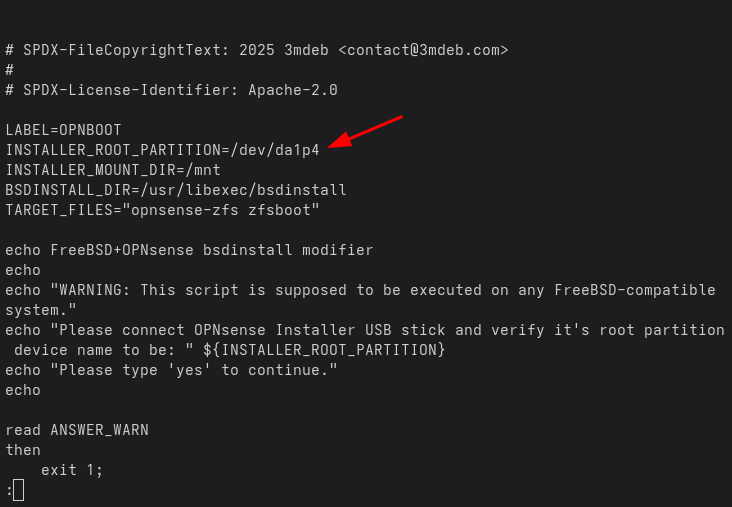 # SPDX-FileCopyrightText: 2025 3mdeb <contact@3mdeb.com>
#
# SPDX-License-Identifier: Apache-2.0
LABEL=OPNBOOT
INSTALLER_ROOT_PARTITION=/dev/da1p4
INSTALLER_MOUNT_DIR=/mnt
BSDINSTALL_DIR=/usr/libexec/bsdinstall
TARGET_FILES="opnsense-zfs zfsboot"
echo FreeBSD+OPNsense bsdinstall modifier
echo
echo "WARNING: This script is supposed to be executed on any FreeBSD-compatible
system."
echo "Please connect OPNsense Installer USB stick and verify it's root partition
 device name to be: " ${INSTALLER_ROOT_PARTITION}
echo "Please type 'yes' to continue."
echo
read ANSWER_WARN
then
    exit 1;
: